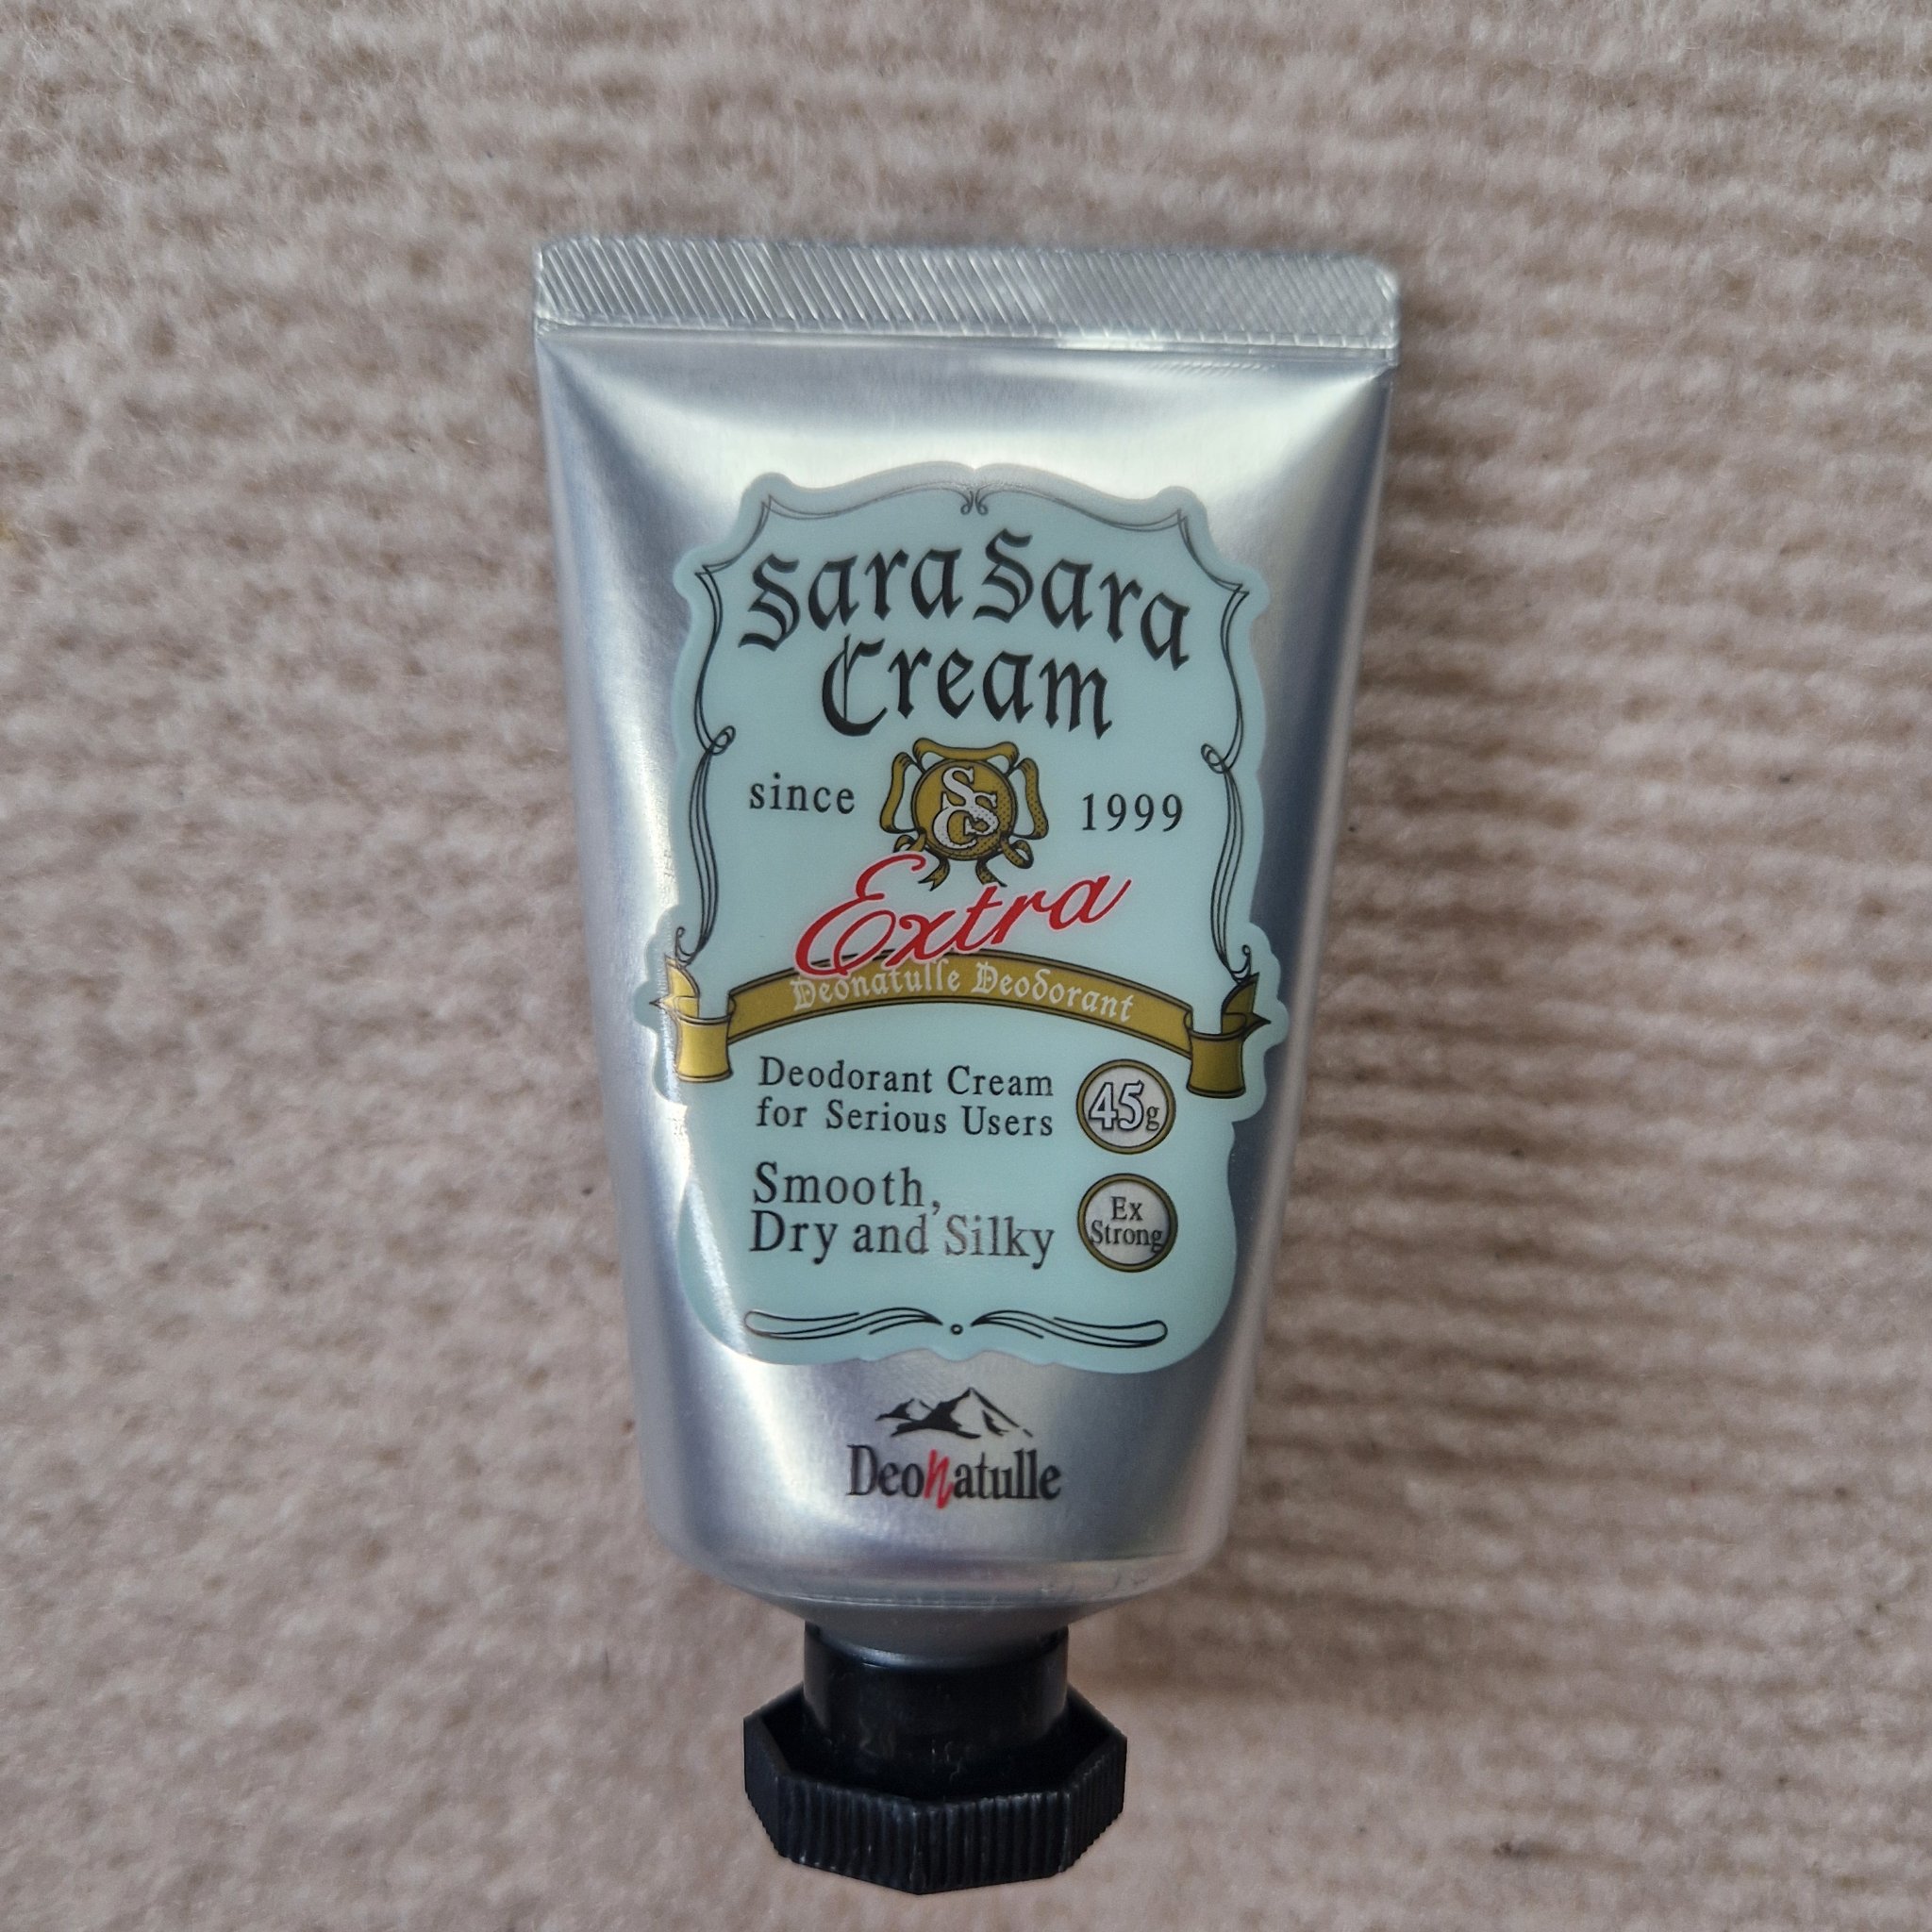 Sara Sara
Cream
since 1999
SSC
Extra
Deonatulle Deodorant
Deodorant Cream
for Serious Users
45g
Smooth,
Dry and Silky
Ex
Strong
Deonatulle